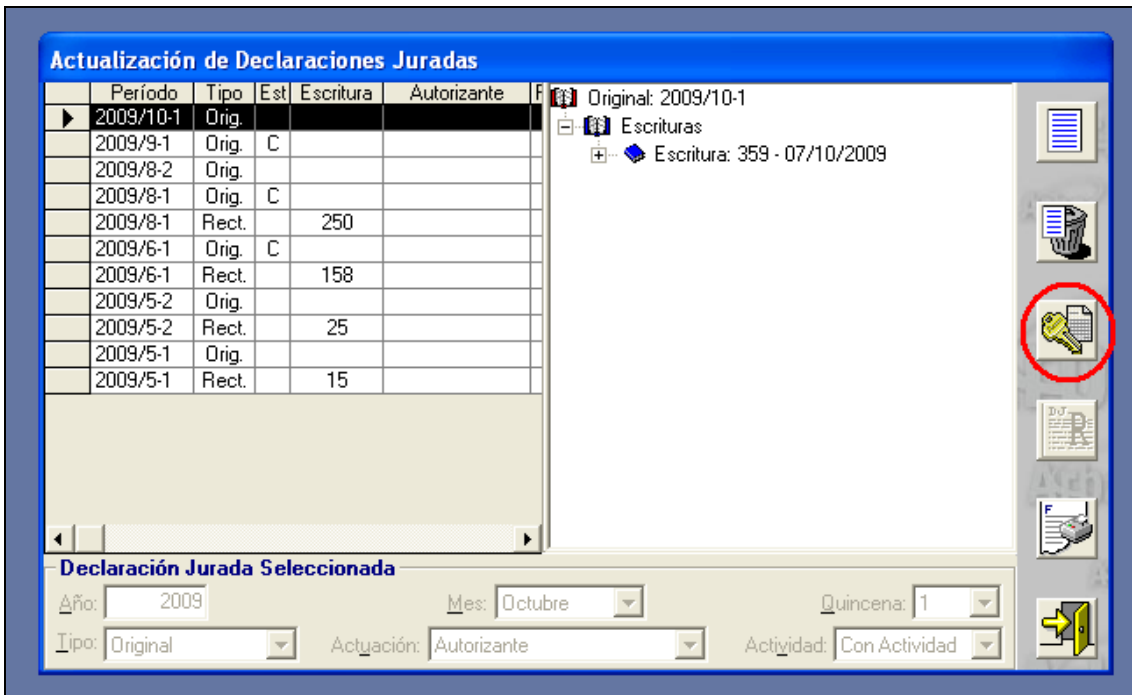 Actualización de Declaraciones Juradas
Período Tipo Est Escritura Autorizante
2009/10-1 Orig.
2009/9-1 Orig. C
2009/8-2 Orig.
2009/8-1 Orig. C
2009/8-1 Rect. 250
2009/6-1 Orig. C
2009/6-1 Rect. 158
2009/5-2 Orig.
2009/5-2 Rect. 25
2009/5-1 Orig.
2009/5-1 Rect. 15
Original: 2009/10-1
Escrituras
Escritura: 359 - 07/10/2009
DJ
R
F
Declaración Jurada Seleccionada
Año: 2009 Mes: Octubre Quincena: 1
Tipo: Original Actuación: Autorizante Actividad: Con Actividad